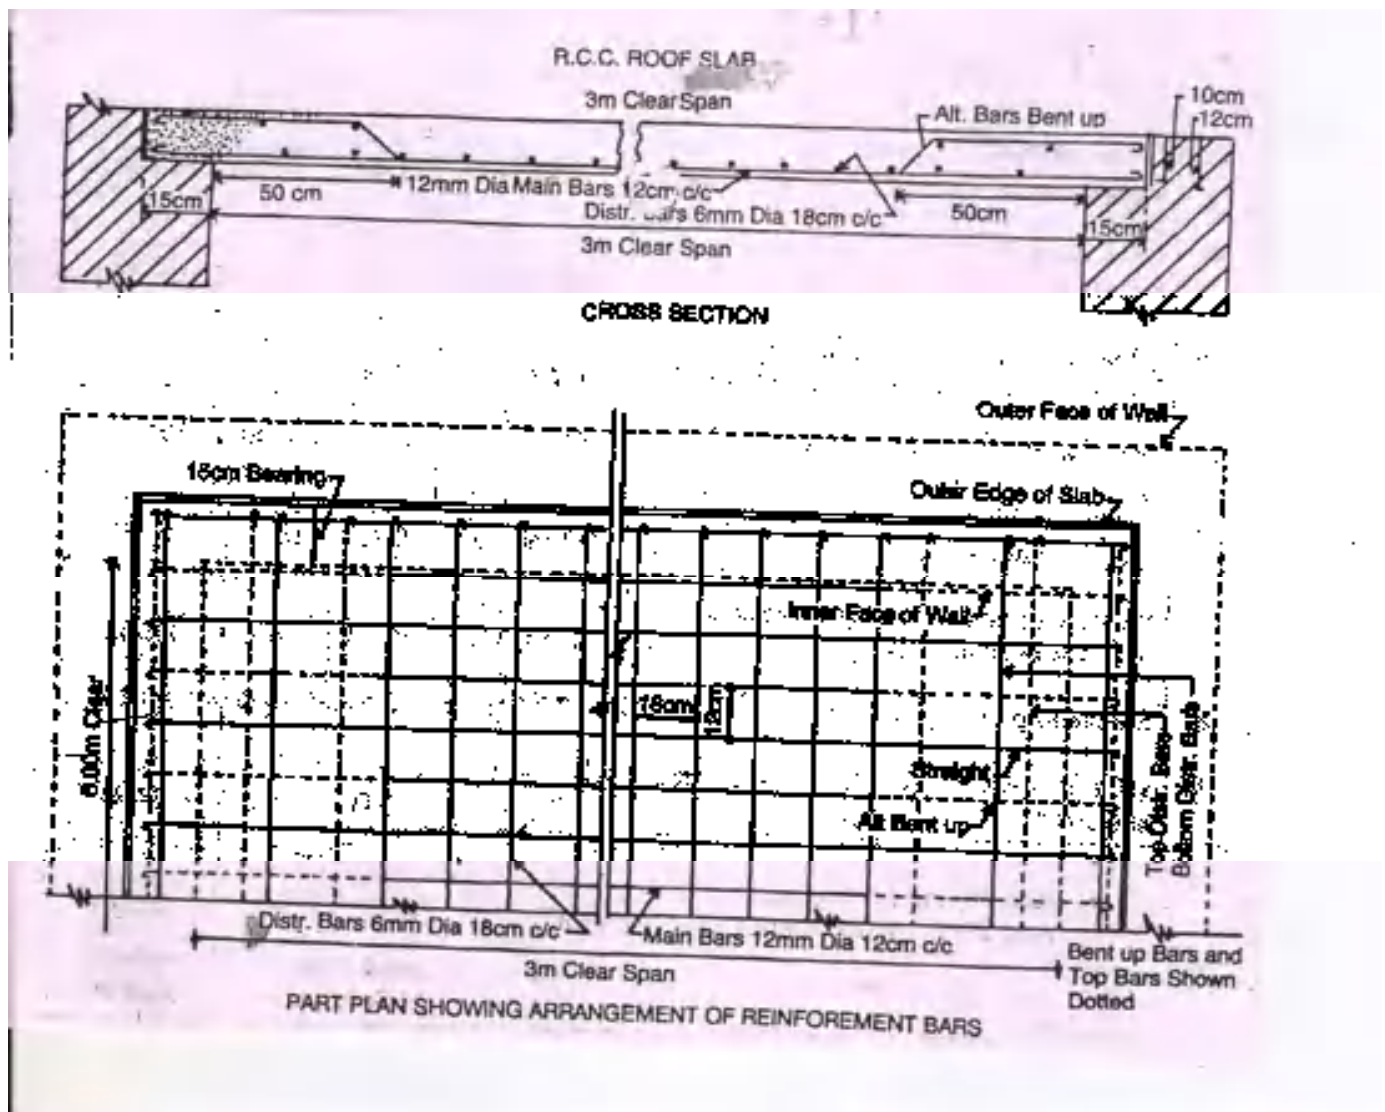 R.C.C. ROOF SLAB
3m Clear Span
Alt. Bars Bent up
10cm
12cm
50 cm
12mm Dia Main Bars 12cm c/c
15cm
Distr. Bars 6mm Dia 18cm c/c
50cm
15cm
3m Clear Span
CROSS SECTION
Outer Face of Wall
15cm Bearing
Outer Edge of Slab
Inner Face of Wall
6.00m Clear
18cm
12cm
Straight
Alt Bent up
Top Distr. Bars
Bottom Distr. Bars
Distr. Bars 6mm Dia 18cm c/c
Main Bars 12mm Dia 12cm c/c
3m Clear Span
Bent up Bars and
Top Bars Shown
Dotted
PART PLAN SHOWING ARRANGEMENT OF REINFOREMENT BARS